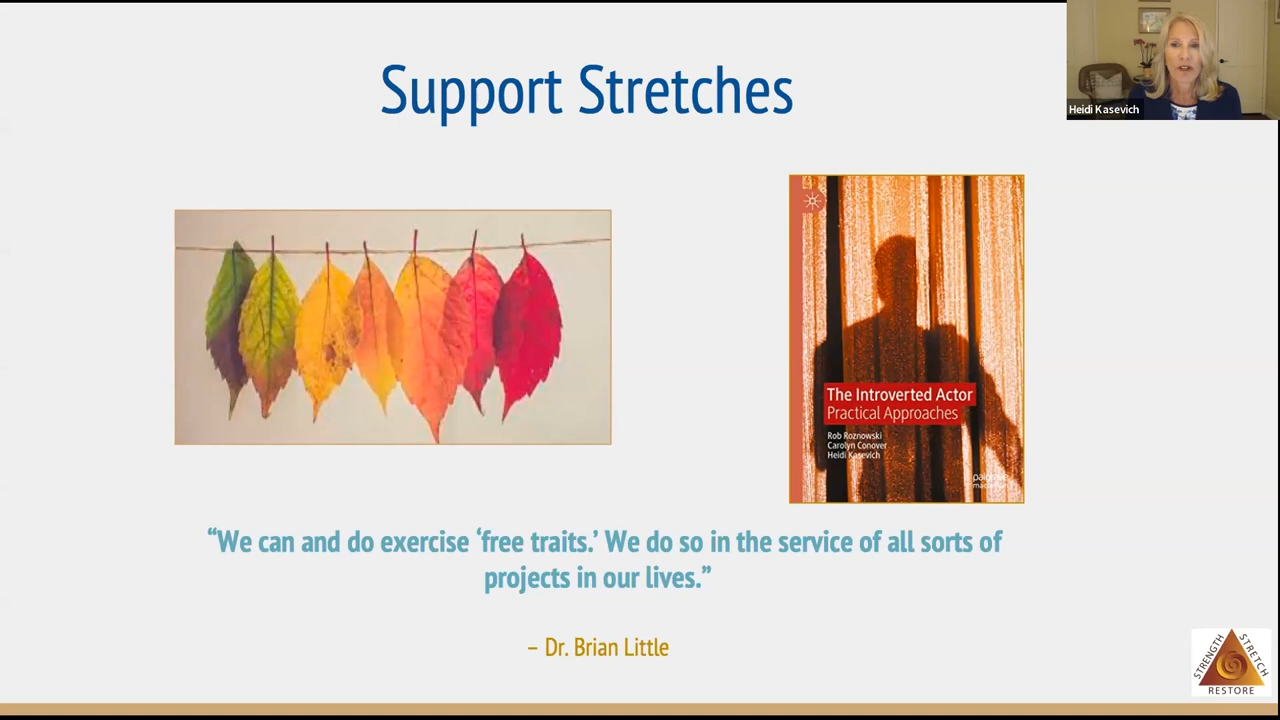 Support Stretches
Heidi Kasevich
The Introverted Actor
Practical Approaches
Rob Roznowski
Carolyn Conover
Heidi Kasevich
“We can and do exercise ‘free traits.’ We do so in the service of all sorts of
projects in our lives.”
– Dr. Brian Little
STRENGTH
STRETCH
RESTORE